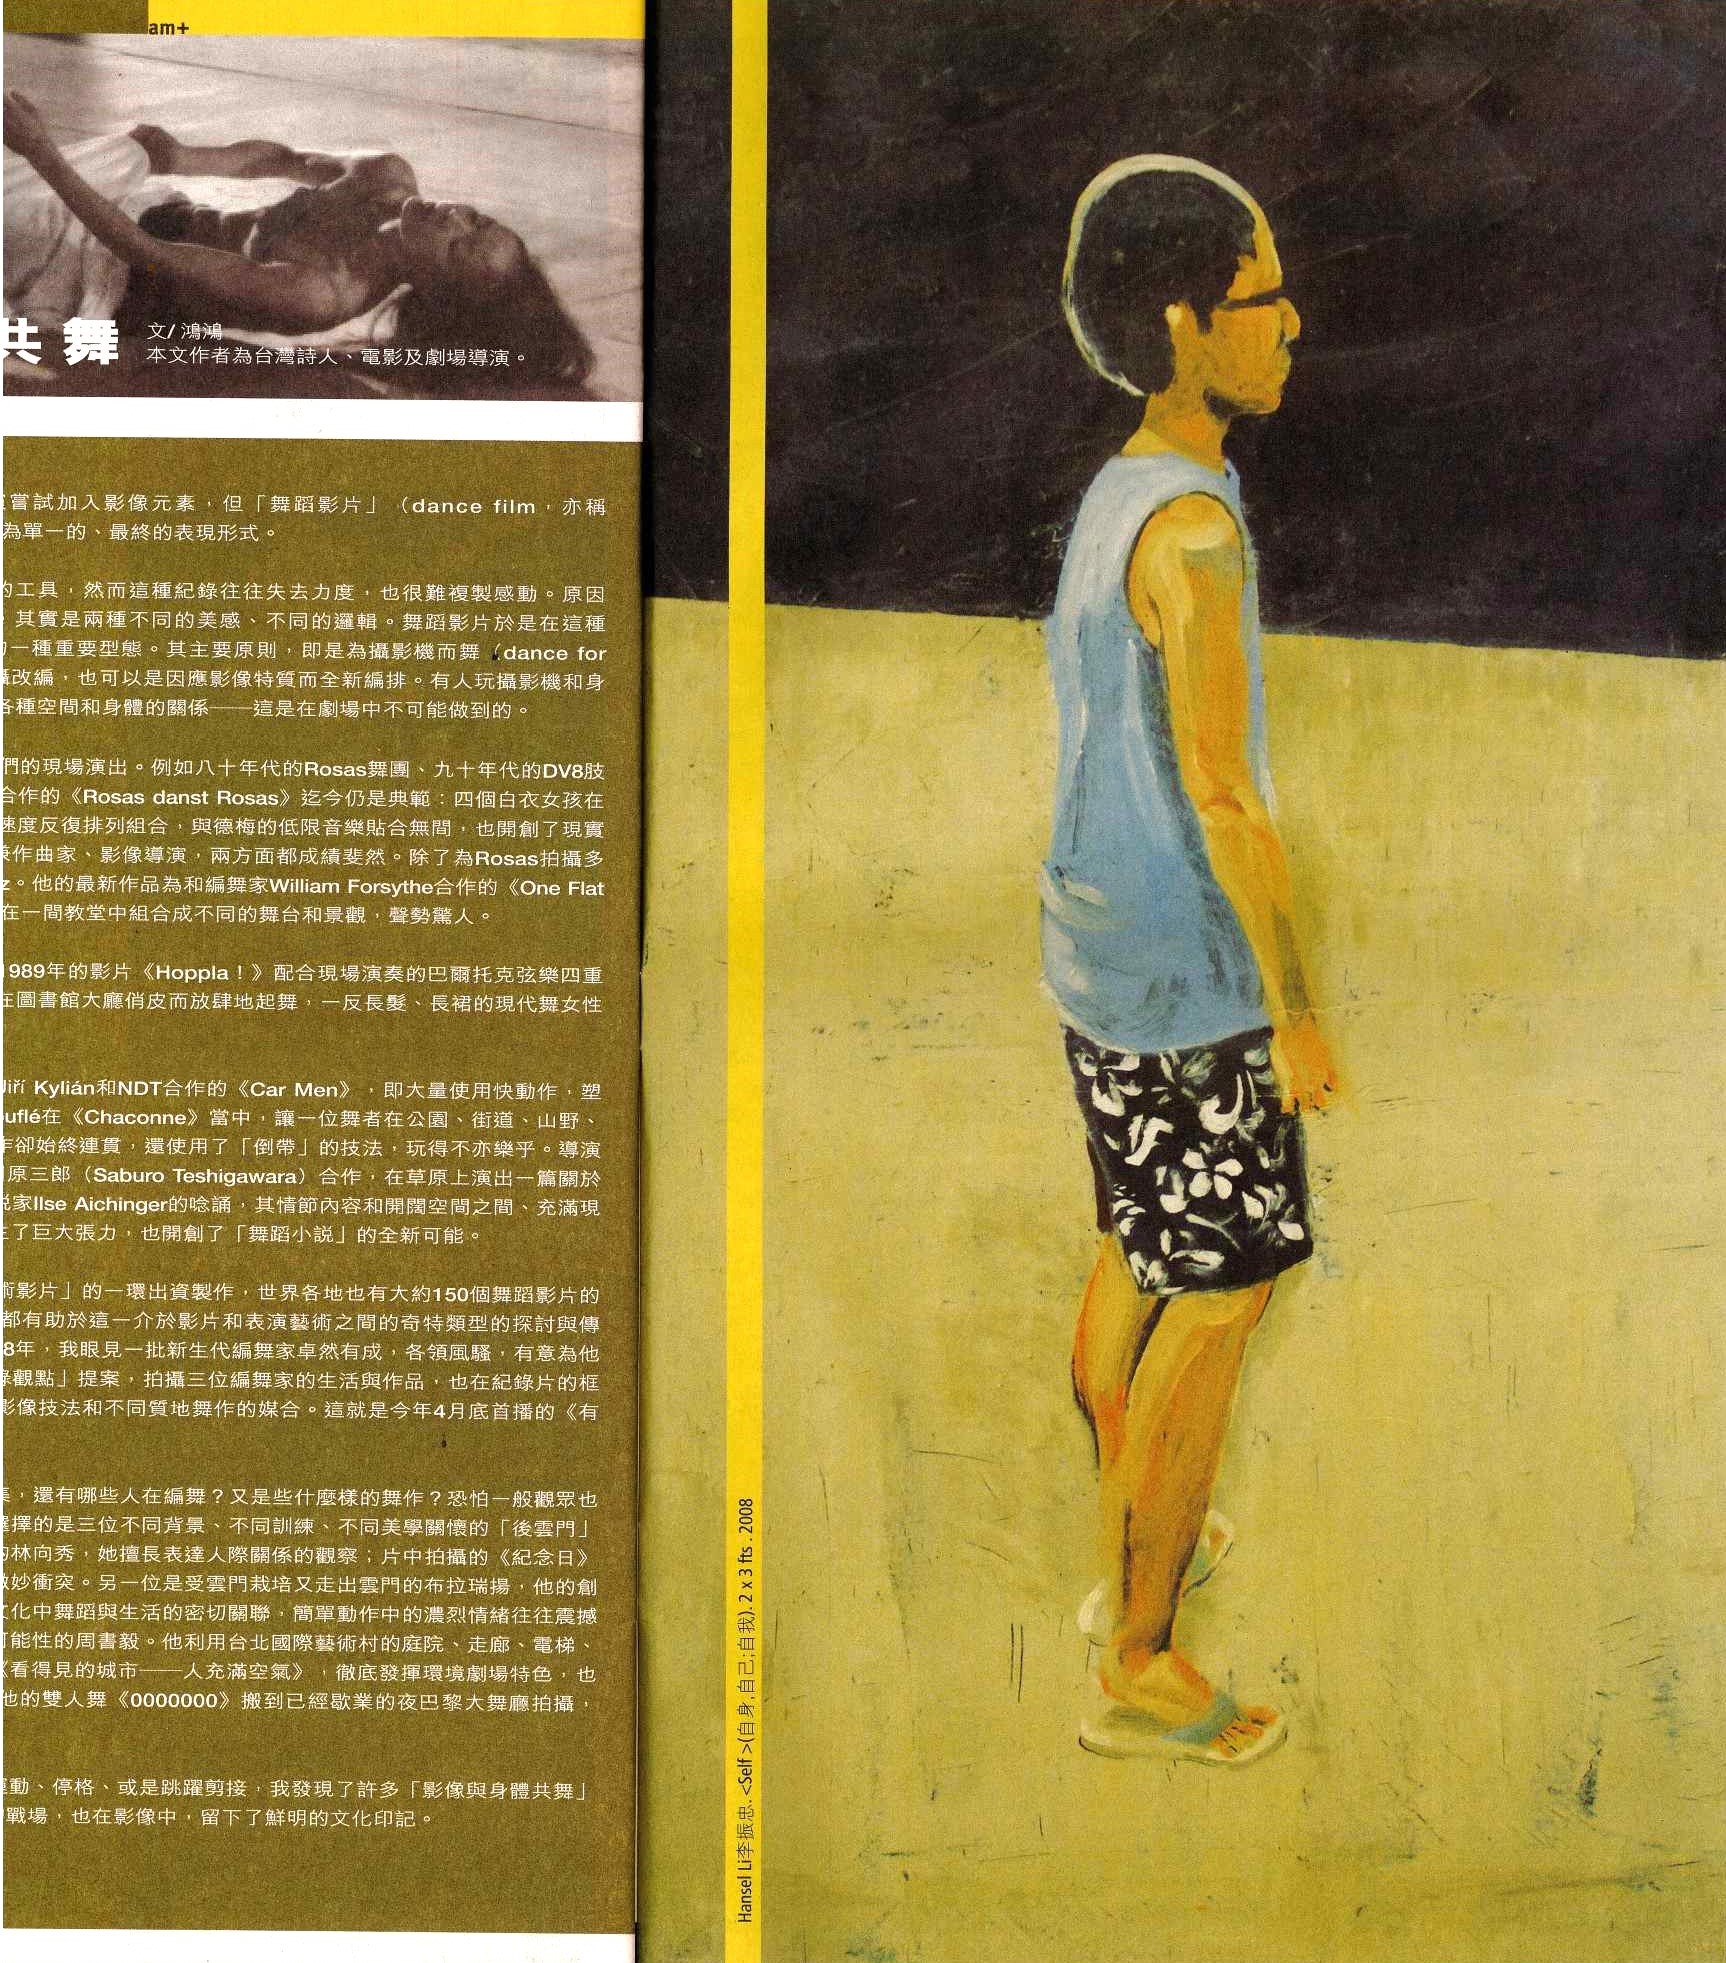 am+
共舞
文/ 鴻鴻
本文作者為台灣詩人、電影及劇場導演。
嘗試加入影像元素，但「舞蹈影片」（dance film，亦稱
為單一的、最終的表現形式。
的工具，然而這種紀錄往往失去力度，也很難複製感動。原因
，其實是兩種不同的美感、不同的邏輯。舞蹈影片於是在這種
一種重要型態。其主要原則，即是為攝影機而舞（dance for
攝改編，也可以是因應影像特質而全新編排。有人玩攝影機和身
各種空間和身體的關係──這是在劇場中不可能做到的。
們的現場演出。例如八十年代的Rosas舞團、九十年代的DV8肢
合作的《Rosas danst Rosas》迄今仍是典範：四個白衣女孩在
速度反復排列組合，與德梅的低限音樂貼合無間，也開創了現實
兼作曲家、影像導演，兩方面都成績斐然。除了為Rosas拍攝多
z。他的最新作品為和編舞家William Forsythe合作的《One Flat
在一間教堂中組合成不同的舞台和景觀，聲勢驚人。
1989年的影片《Hoppla！》配合現場演奏的巴爾托克弦樂四重
在圖書館大廳俏皮而放肆地起舞，一反長髮、長裙的現代舞女性
Jiří Kylián和NDT合作的《Car Men》，即大量使用快動作，塑
ouflé在《Chaconne》當中，讓一位舞者在公園、街道、山野、
作卻始終連貫，還使用了「倒帶」的技法，玩得不亦樂乎。導演
原三郎（Saburo Teshigawara）合作，在草原上演出一篇關於
説家Ilse Aichinger的唸誦，其情節內容和開闊空間之間、充滿現
生了巨大張力，也開創了「舞蹈小説」的全新可能。
術影片」的一環出資製作，世界各地也有大約150個舞蹈影片的
都有助於這一介於影片和表演藝術之間的奇特類型的探討與傳
8年，我眼見一批新生代編舞家卓然有成，各領風騷，有意為他
錄觀點」提案，拍攝三位編舞家的生活與作品，也在紀錄片的框
影像技法和不同質地舞作的媒合。這就是今年4月底首播的《有
集，還有哪些人在編舞？又是些什麼樣的舞作？恐怕一般觀眾也
選擇的是三位不同背景、不同訓練、不同美學關懷的「後雲門」
的林向秀，她擅長表達人際關係的觀察；片中拍攝的《紀念日》
微妙衝突。另一位是受雲門栽培又走出雲門的布拉瑞揚，他的創
文化中舞蹈與生活的密切關聯，簡單動作中的濃烈情緒往往震撼
可能性的周書毅。他利用台北國際藝術村的庭院、走廊、電梯、
《看得見的城市──人充滿空氣》，徹底發揮環境劇場特色，也
他的雙人舞《0000000》搬到已經歇業的夜巴黎大舞廳拍攝，
運動、停格、或是跳躍剪接，我發現了許多「影像與身體共舞」
戰場，也在影像中，留下了鮮明的文化印記。
Hansel Li李振忠. <Self >(自身,自己;自我). 2 x 3 fts . 2008